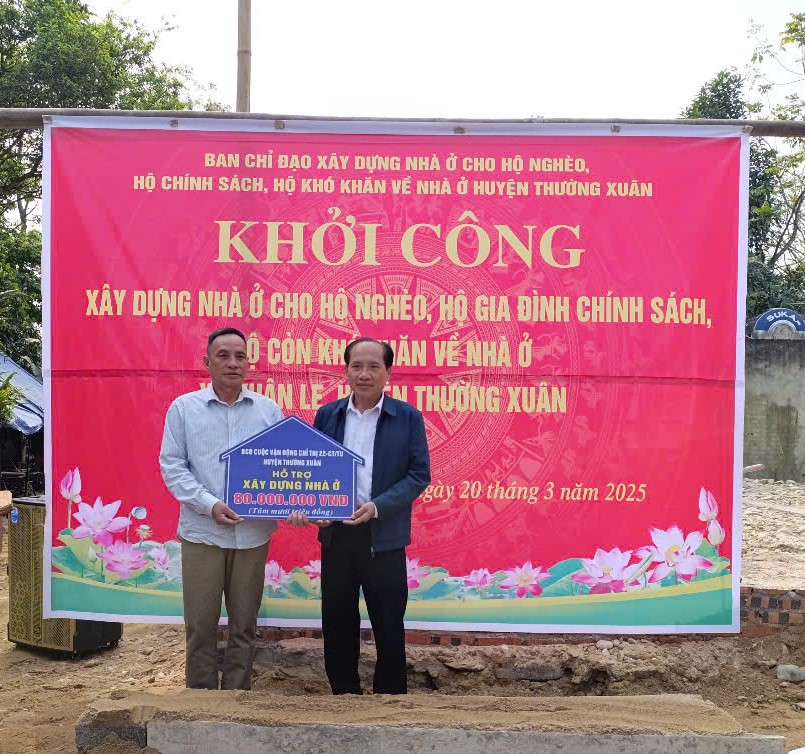 BAN CHỈ ĐẠO XÂY DỰNG NHÀ Ở CHO HỘ NGHÈO,
HỘ CHÍNH SÁCH, HỘ KHÓ KHĂN VỀ NHÀ Ở HUYỆN THƯỜNG XUÂN
KHỞI CÔNG
XÂY DỰNG NHÀ Ở CHO HỘ NGHÈO, HỘ GIA ĐÌNH CHÍNH SÁCH,
CÒN KHÓ KHĂN VỀ NHÀ Ở
LẸ, HUYỆN THƯỜNG XUÂN
ngày 20 tháng 3 năm 2025
BCĐ CUỘC VẬN ĐỘNG CHỈ THỊ 22-CT/TU
HUYỆN THƯỜNG XUÂN
HỖ TRỢ
XÂY DỰNG NHÀ Ở
80.000.000 VNĐ
(Tám mươi triệu đồng)